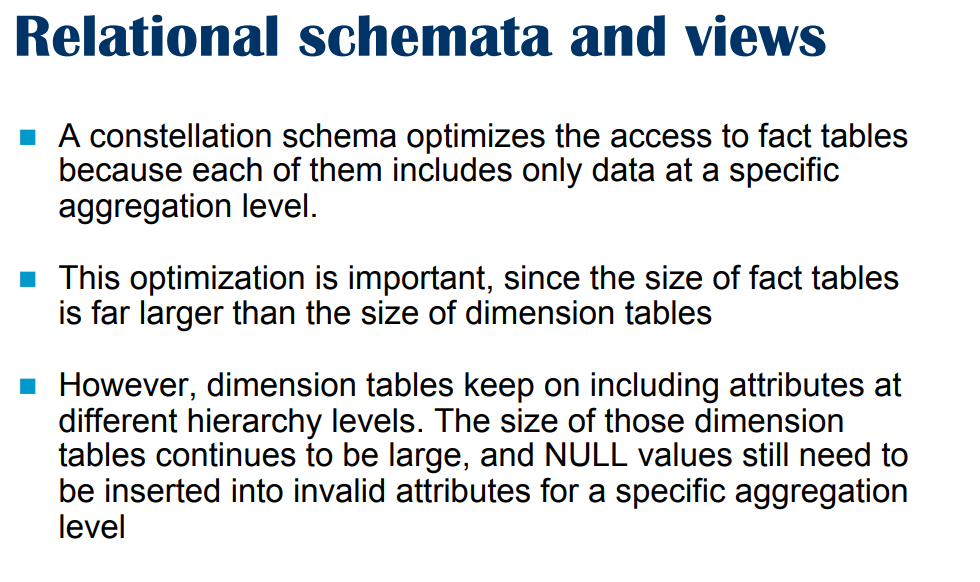 Relational schemata and views
A constellation schema optimizes the access to fact tables
because each of them includes only data at a specific
aggregation level.
This optimization is important, since the size of fact tables
is far larger than the size of dimension tables
However, dimension tables keep on including attributes at
different hierarchy levels. The size of those dimension
tables continues to be large, and NULL values still need to
be inserted into invalid attributes for a specific aggregation
level